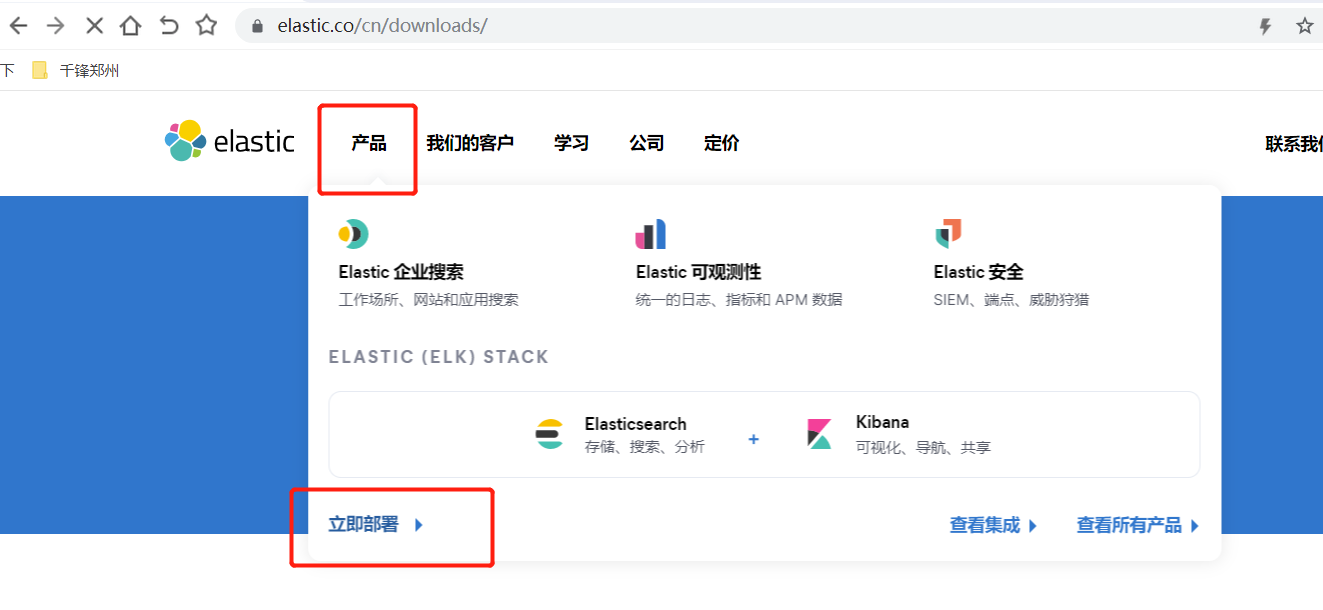 elastic.co/cn/downloads/
下 千锋郑州
elastic 产品 我们的客户 学习 公司 定价
Elastic 企业搜索 Elastic 可观测性 Elastic 安全
工作场所、网站和应用搜索 统一的日志、指标和 APM 数据 SIEM、端点、威胁狩猎
ELASTIC (ELK) STACK
Elasticsearch + Kibana
存储、搜索、分析 可视化、导航、共享
立即部署 查看集成 查看所有产品